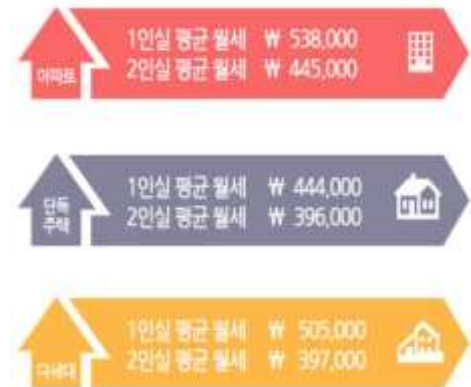 아파트
1인실 평균 월세 ₩ 538,000
2인실 평균 월세 ₩ 445,000
단독
주택
1인실 평균 월세 ₩ 444,000
2인실 평균 월세 ₩ 396,000
다세대
1인실 평균 월세 ₩ 505,000
2인실 평균 월세 ₩ 397,000